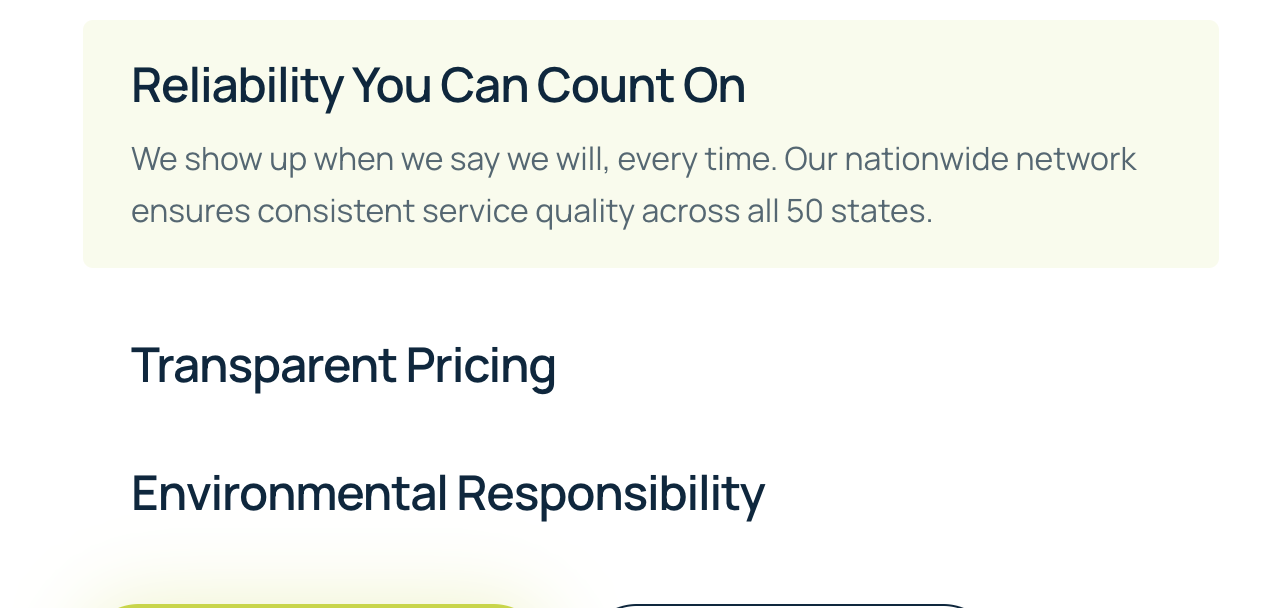 Reliability You Can Count On
We show up when we say we will, every time. Our nationwide network
ensures consistent service quality across all 50 states.
Transparent Pricing
Environmental Responsibility